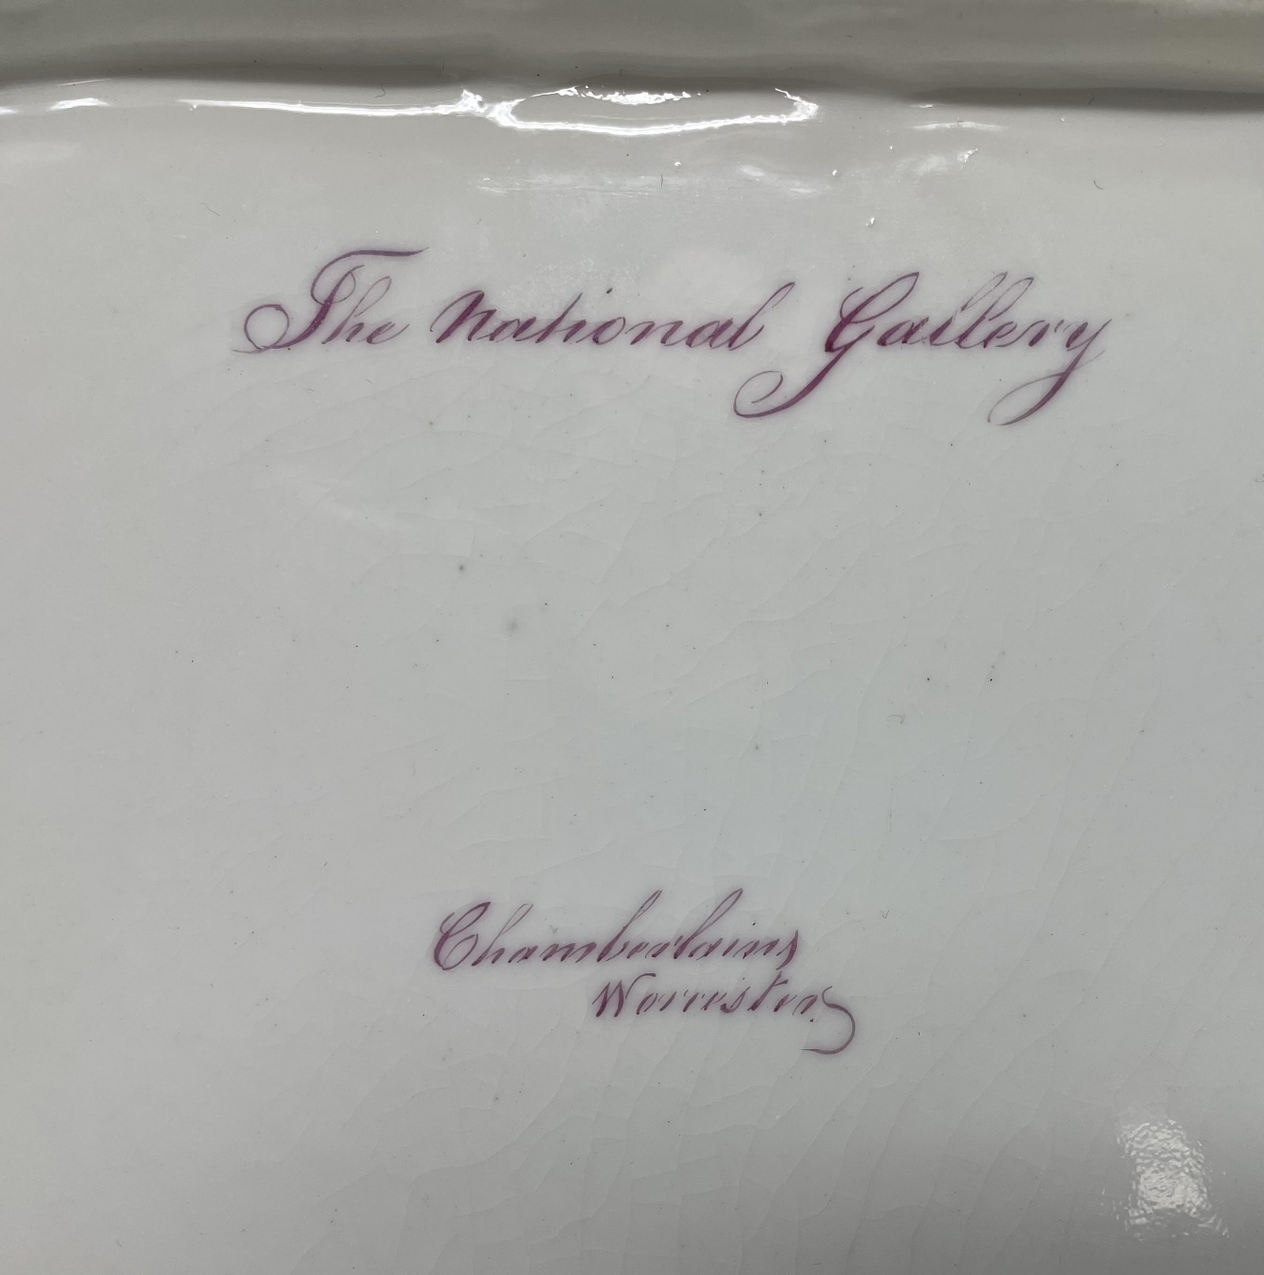 The National Gallery
Chamberlains
Worcester